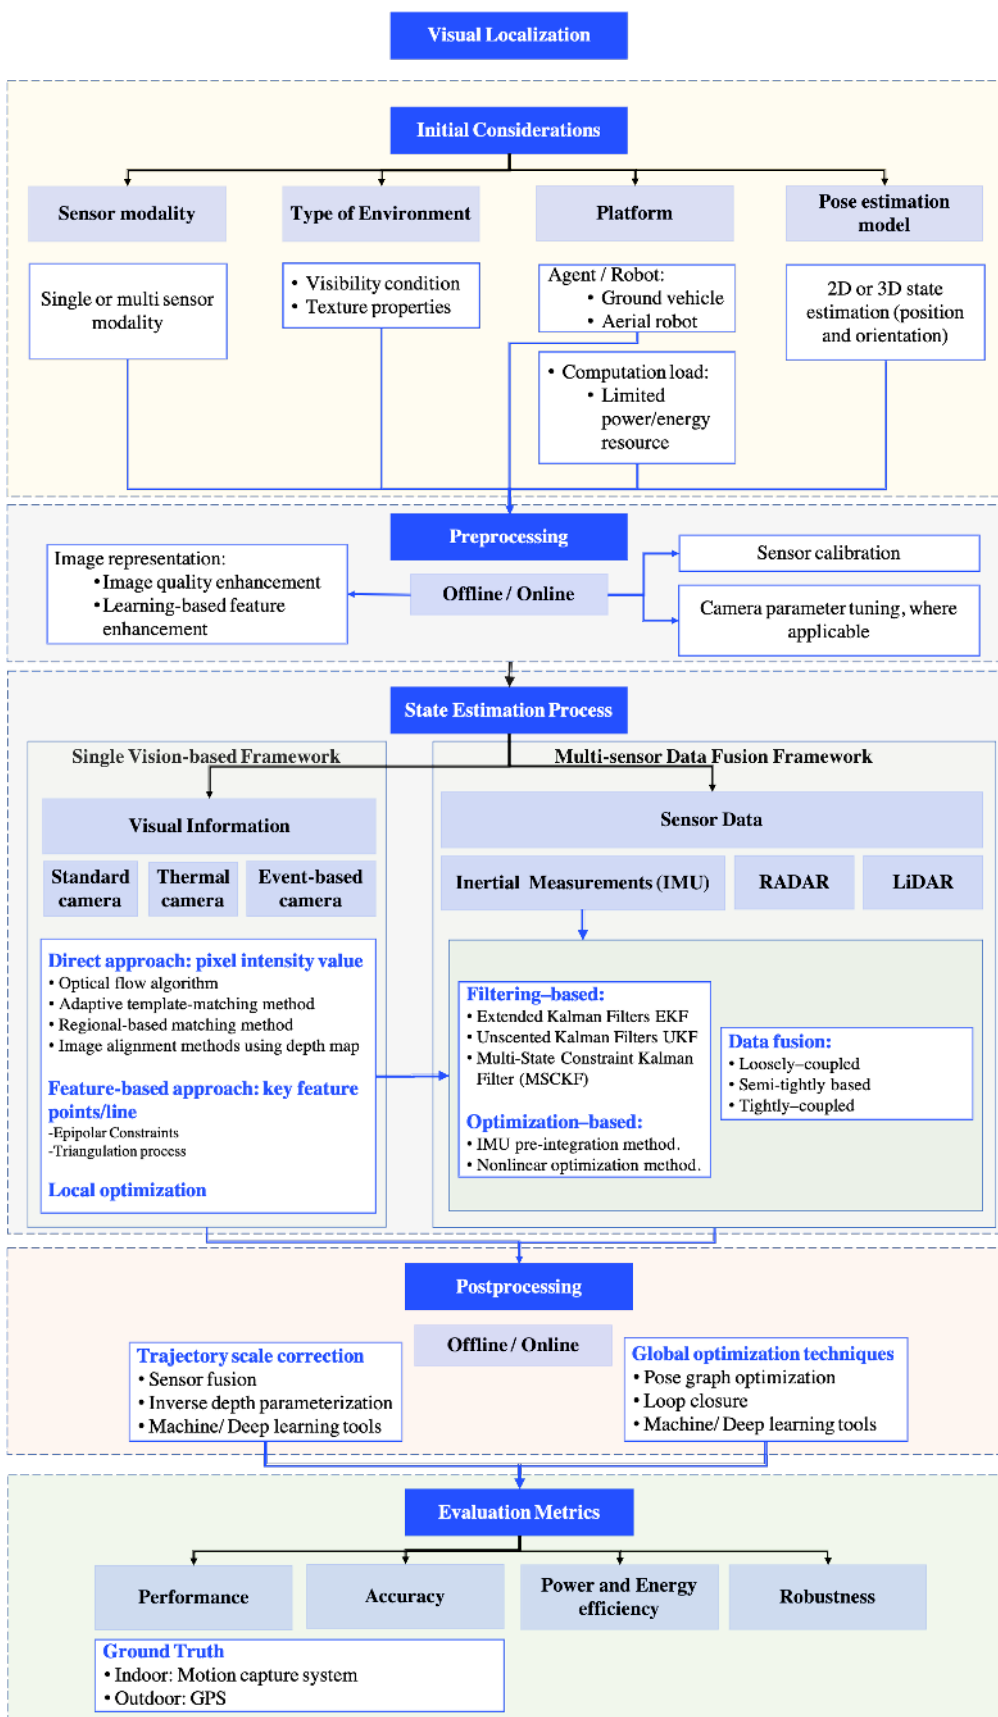 Visual Localization
Initial Considerations
Sensor modality
Type of Environment
Platform
Pose estimation
model
Single or multi sensor
modality
• Visibility condition
• Texture properties
Agent / Robot:
• Ground vehicle
• Aerial robot
• Computation load:
• Limited
power/energy
resource
2D or 3D state
estimation (position
and orientation)
Preprocessing
Offline / Online
Image representation:
• Image quality enhancement
• Learning-based feature
enhancement
Sensor calibration
Camera parameter tuning, where
applicable
State Estimation Process
Single Vision-based Framework
Visual Information
Standard
camera
Thermal
camera
Event-based
camera
Direct approach: pixel intensity value
• Optical flow algorithm
• Adaptive template-matching method
• Regional-based matching method
• Image alignment methods using depth map
Feature-based approach: key feature
points/line
-Epipolar Constraints
-Triangulation process
Local optimization
Multi-sensor Data Fusion Framework
Sensor Data
Inertial Measurements (IMU)
RADAR
LiDAR
Filtering–based:
• Extended Kalman Filters EKF
• Unscented Kalman Filters UKF
• Multi-State Constraint Kalman
Filter (MSCKF)
Optimization–based:
• IMU pre-integration method.
• Nonlinear optimization method.
Data fusion:
• Loosely–coupled
• Semi-tightly based
• Tightly–coupled
Postprocessing
Offline / Online
Trajectory scale correction
• Sensor fusion
• Inverse depth parameterization
• Machine/ Deep learning tools
Global optimization techniques
• Pose graph optimization
• Loop closure
• Machine/ Deep learning tools
Evaluation Metrics
Performance
Accuracy
Power and Energy
efficiency
Robustness
Ground Truth
• Indoor: Motion capture system
• Outdoor: GPS